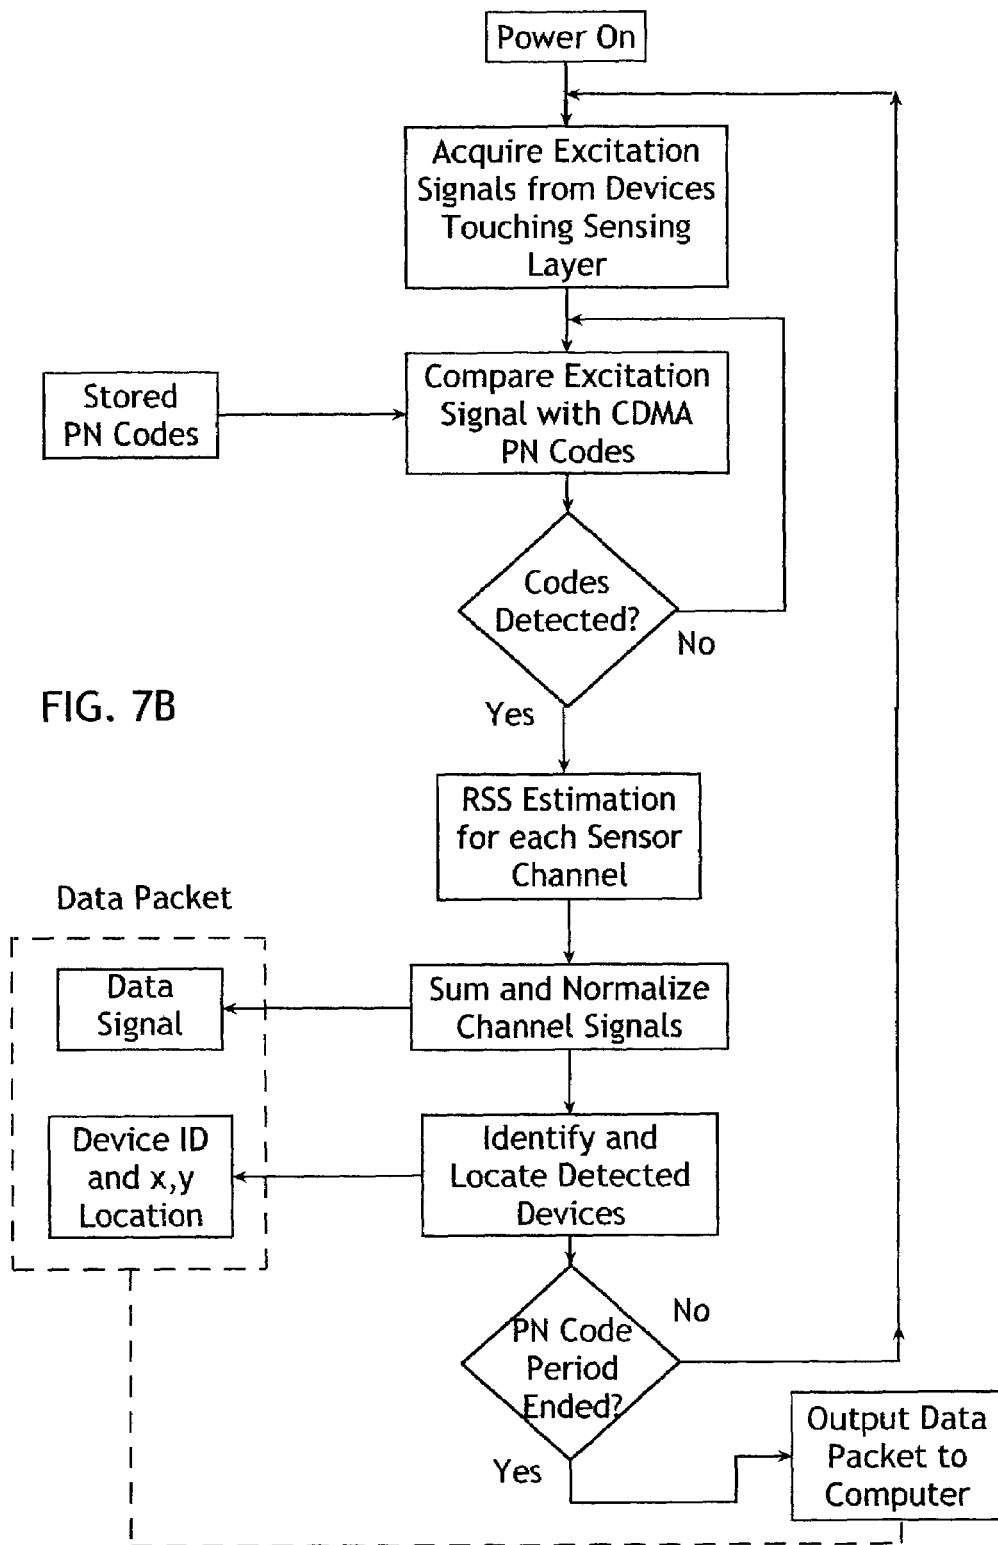 Power On
Acquire Excitation
Signals from Devices
Touching Sensing
Layer
Stored
PN Codes
Compare Excitation
Signal with CDMA
PN Codes
Codes
Detected?
No
Yes
FIG. 7B
RSS Estimation
for each Sensor
Channel
Data Packet
Data
Signal
Sum and Normalize
Channel Signals
Device ID
and x,y
Location
Identify and
Locate Detected
Devices
No
PN Code
Period
Ended?
Yes
Output Data
Packet to
Computer